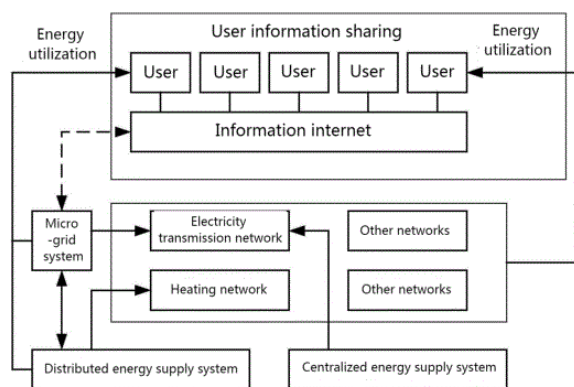 Energy
utilization
User information sharing
Energy
utilization
User User User User User
Information internet
Micro
-grid
system
Electricity
transmission network
Other networks
Heating network
Other networks
Distributed energy supply system
Centralized energy supply system